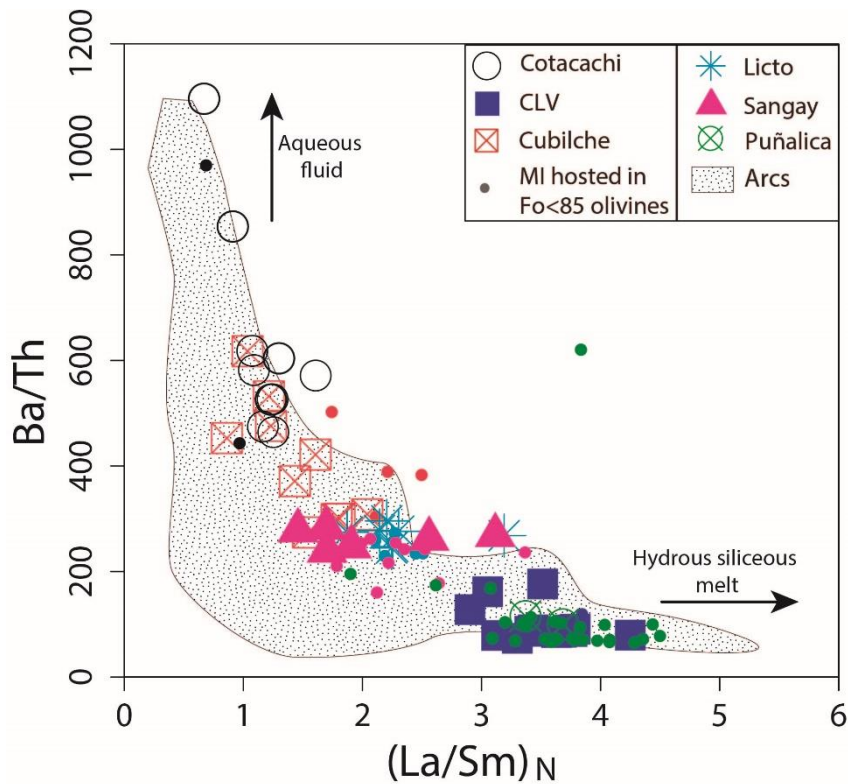 1200
1000
800
600
400
200
0
Ba/Th
Aqueous
fluid
Cotacachi
CLV
Cubilche
MI hosted in
Fo<85 olivines
Licto
Sangay
Puñalica
Arcs
Hydrous siliceous
melt
0 1 2 3 4 5 6
(La/Sm) N